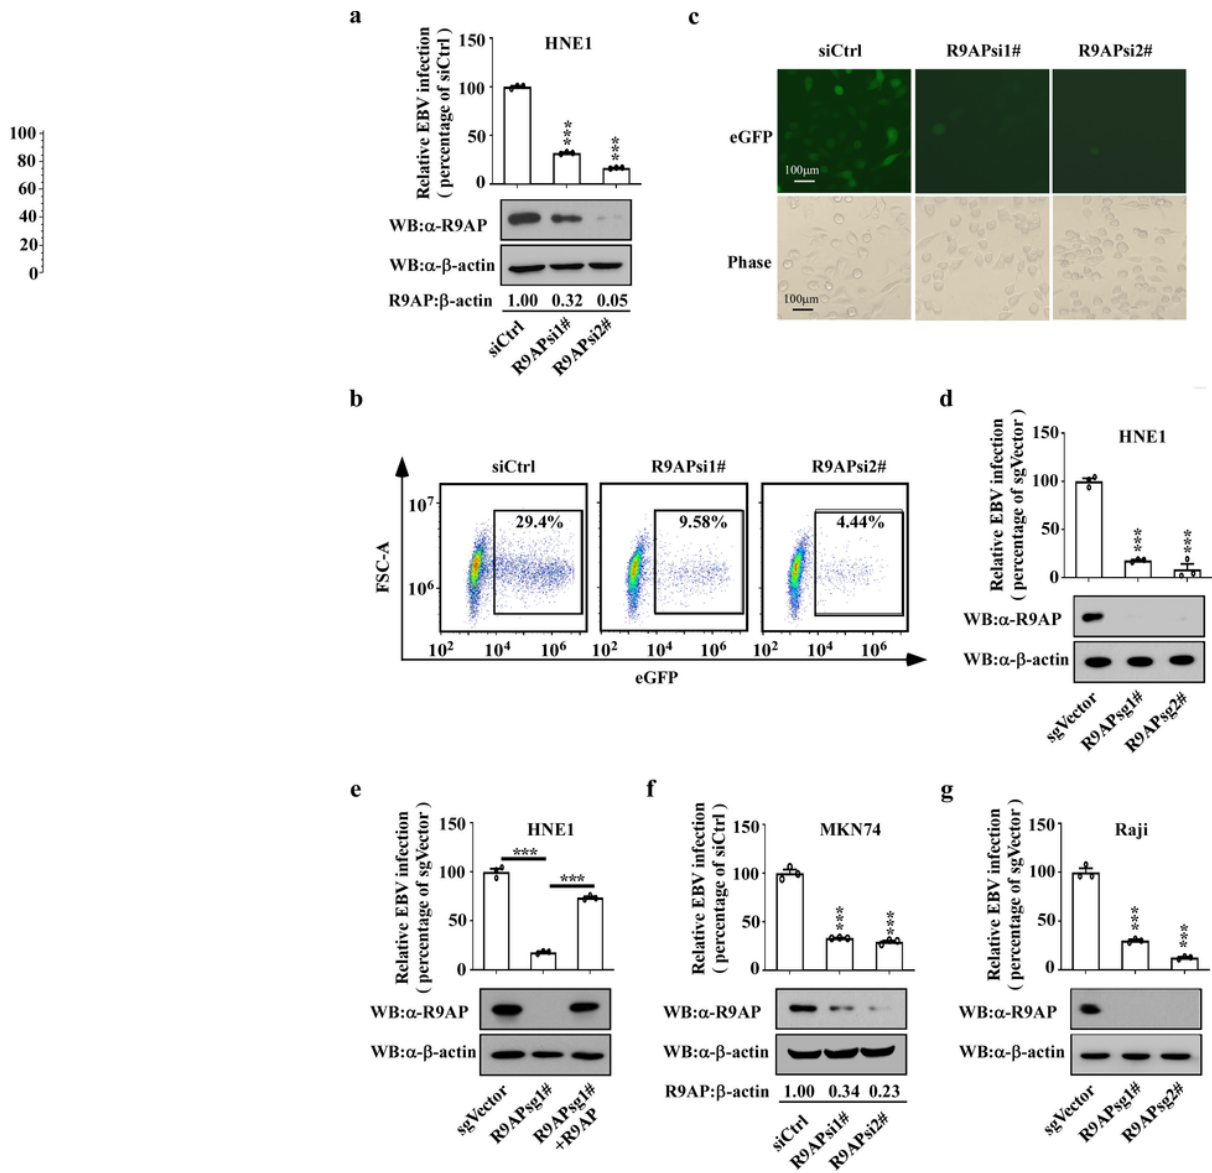 100
80
60
40
20
0
a
HNE1
Relative EBV infection
( percentage of siCtrl )
150
100
50
0
***
***
WB:α-R9AP
WB:α-β-actin
R9AP:β-actin 1.00 0.32 0.05
siCtrl
R9APsi1#
R9APsi2#
c
siCtrl R9APsi1# R9APsi2#
eGFP
100μm
Phase
100μm
b
siCtrl R9APsi1# R9APsi2#
FSC-A
10⁷
10⁶
29.4% 9.58% 4.44%
10² 10⁴ 10⁶ 10² 10⁴ 10⁶ 10² 10⁴ 10⁶
eGFP
d
HNE1
Relative EBV infection
( percentage of sgVector )
150
100
50
0
***
***
WB:α-R9AP
WB:α-β-actin
sgVector
R9APsg1#
R9APsg2#
e
HNE1
Relative EBV infection
( percentage of sgVector )
150
100
50
0
***
***
WB:α-R9AP
WB:α-β-actin
sgVector
R9APsg1#
R9APsg1#
+R9AP
f
MKN74
Relative EBV infection
( percentage of siCtrl )
150
100
50
0
***
***
WB:α-R9AP
WB:α-β-actin
R9AP:β-actin 1.00 0.34 0.23
siCtrl
R9APsi1#
R9APsi2#
g
Raji
Relative EBV infection
( percentage of sgVector )
150
100
50
0
***
***
WB:α-R9AP
WB:α-β-actin
sgVector
R9APsg1#
R9APsg2#